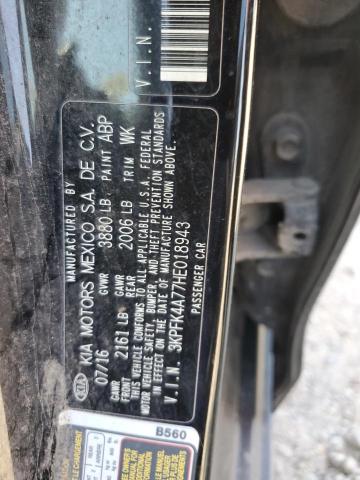 MANUFACTURED BY
KIA KIA MOTORS MEXICO S.A. DE C.V.
07/16 GVWR 3880 LB PAINT ABP
GAWR FRONT 2161 LB GAWR REAR 2006 LB TRIM WK
THIS VEHICLE CONFORMS TO ALL APPLICABLE U.S.A. FEDERAL
MOTOR VEHICLE SAFETY, BUMPER, AND THEFT PREVENTION STANDARDS
IN EFFECT ON THE DATE OF MANUFACTURE SHOWN ABOVE.
V.I.N. 3KPFK4A77HE018943
PASSENGER CAR
V.I.N.
B560